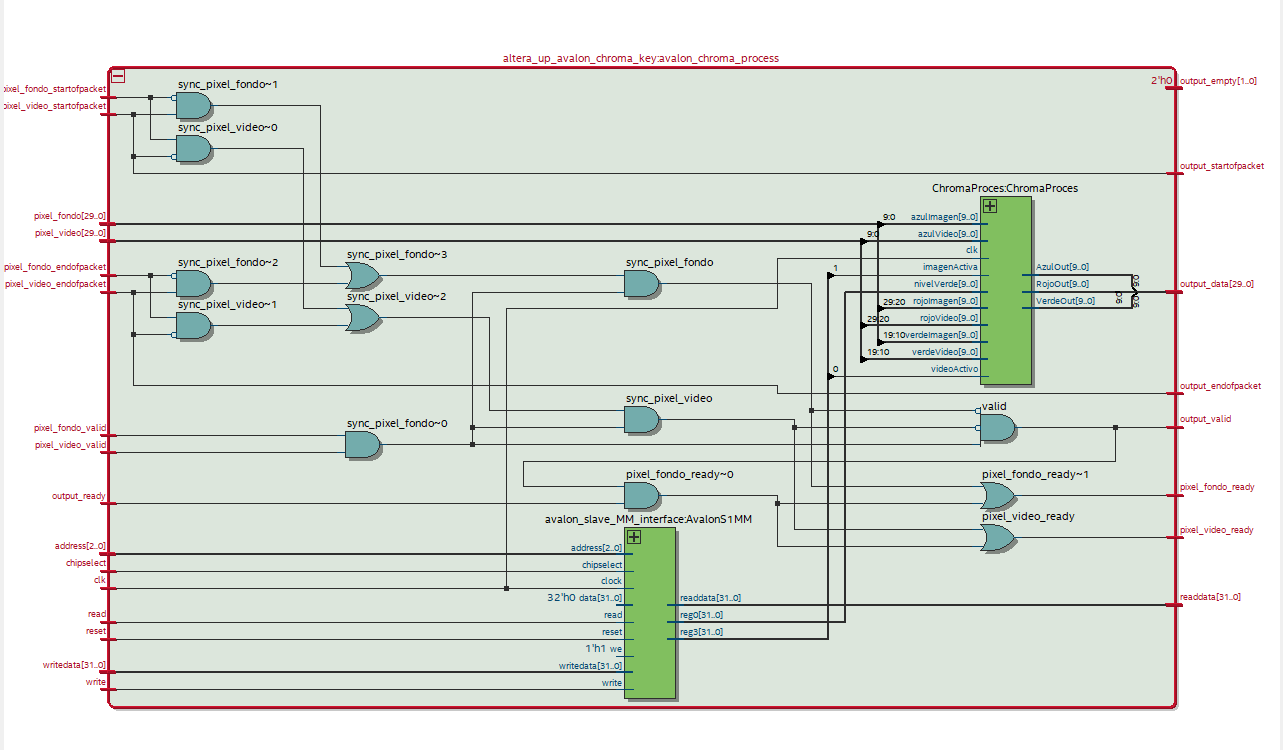 altera_up_avalon_chroma_key:avalon_chroma_process
sync_pixel_fondo~1
2'h0
output_empty[1..0]
pixel_fondo_startofpacket
pixel_video_startofpacket
sync_pixel_video~0
output_startofpacket
ChromaProces:ChromaProces
pixel_fondo[29..0]
9:0
azulImagen[9..0]
pixel_video[29..0]
9:0
azulVideo[9..0]
clk
sync_pixel_fondo~2
sync_pixel_fondo~3
sync_pixel_fondo
pixel_fondo_endofpacket
1
imagenActiva
AzulOut[9..0]
pixel_video_endofpacket
nivelVerde[9..0]
RojoOut[9..0]
output_data[29..0]
sync_pixel_video~1
sync_pixel_video~2
29:20
rojoImagen[9..0]
VerdeOut[9..0]
9:0
9:0
9:0
29:20
rojoVideo[9..0]
19:10
verdeImagen[9..0]
19:10
verdeVideo[9..0]
0
videoActivo
output_endofpacket
sync_pixel_video
valid
sync_pixel_fondo~0
output_valid
pixel_fondo_valid
pixel_video_valid
pixel_fondo_ready~0
pixel_fondo_ready~1
pixel_fondo_ready
output_ready
avalon_slave_MM_interface:AvalonS1MM
pixel_video_ready
pixel_video_ready
address[2..0]
address[2..0]
chipselect
chipselect
clk
clock
32'h0
data[31..0]
readdata[31..0]
readdata[31..0]
read
read
reg0[31..0]
reset
reset
reg3[31..0]
1'h1
we
writedata[31..0]
writedata[31..0]
write
write